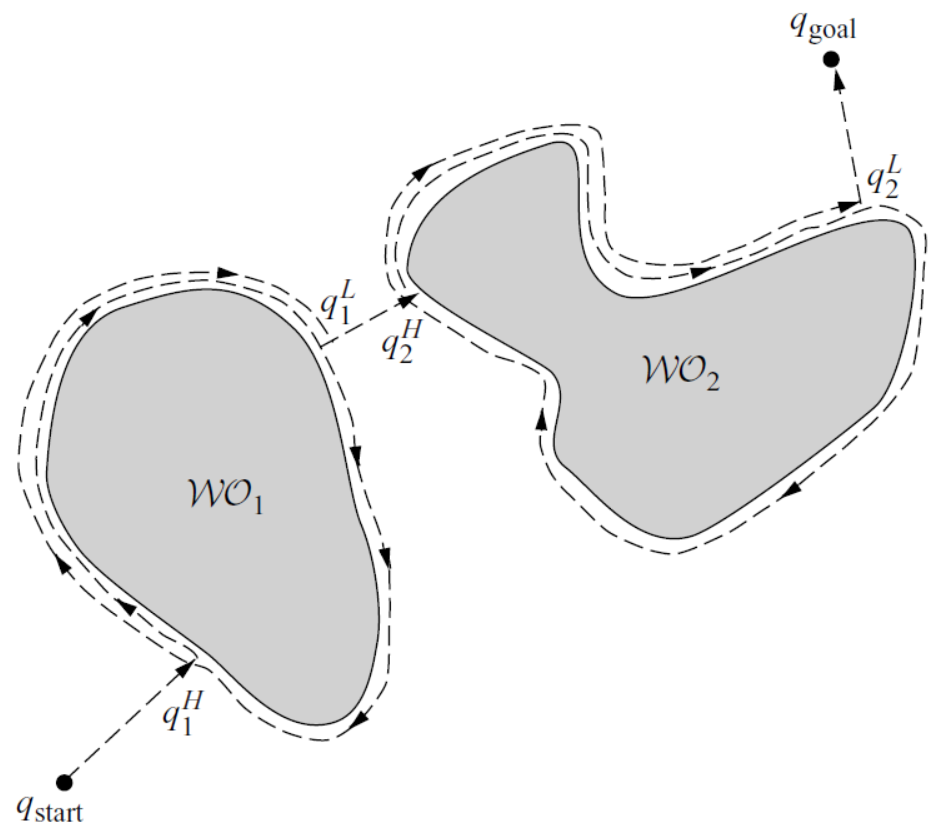 q_goal
q_2^L
q_1^L
q_2^H
𝒲𝒪_2
𝒲𝒪_1
q_1^H
q_start